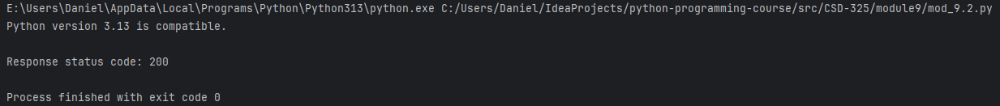 E:\Users\Daniel\AppData\Local\Programs\Python\Python313\python.exe C:/Users/Daniel/IdeaProjects/python-programming-course/src/CSD-325/module9/mod_9.2.py
Python version 3.13 is compatible.
Response status code: 200
Process finished with exit code 0